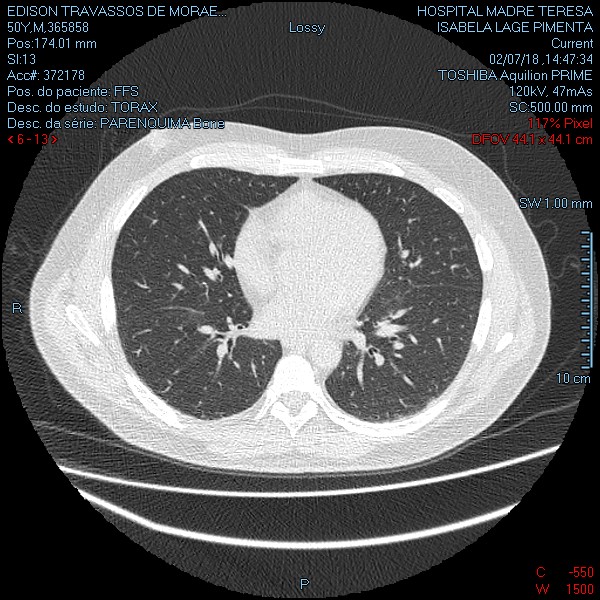 EDISON TRAVASSOS DE MORAE...
50Y,M,365858
Pos:174.01 mm
SI:13
Acc#: 372178
Pos. do paciente: FFS
Desc. do estudo: TORAX
Desc. da série: PARENQUIMA Bone
<6-13>
Lossy
HOSPITAL MADRE TERESA
ISABELA LAGE PIMENTA
Current
02/07/18 ,14:47:34
TOSHIBA Aquilion PRIME
120kV, 47mAs
SC:500.00 mm
117% Pixel
DFOV 44.1 x 44.1 cm
SW 1.00 mm
R
10 cm
P
C -550
W 1500